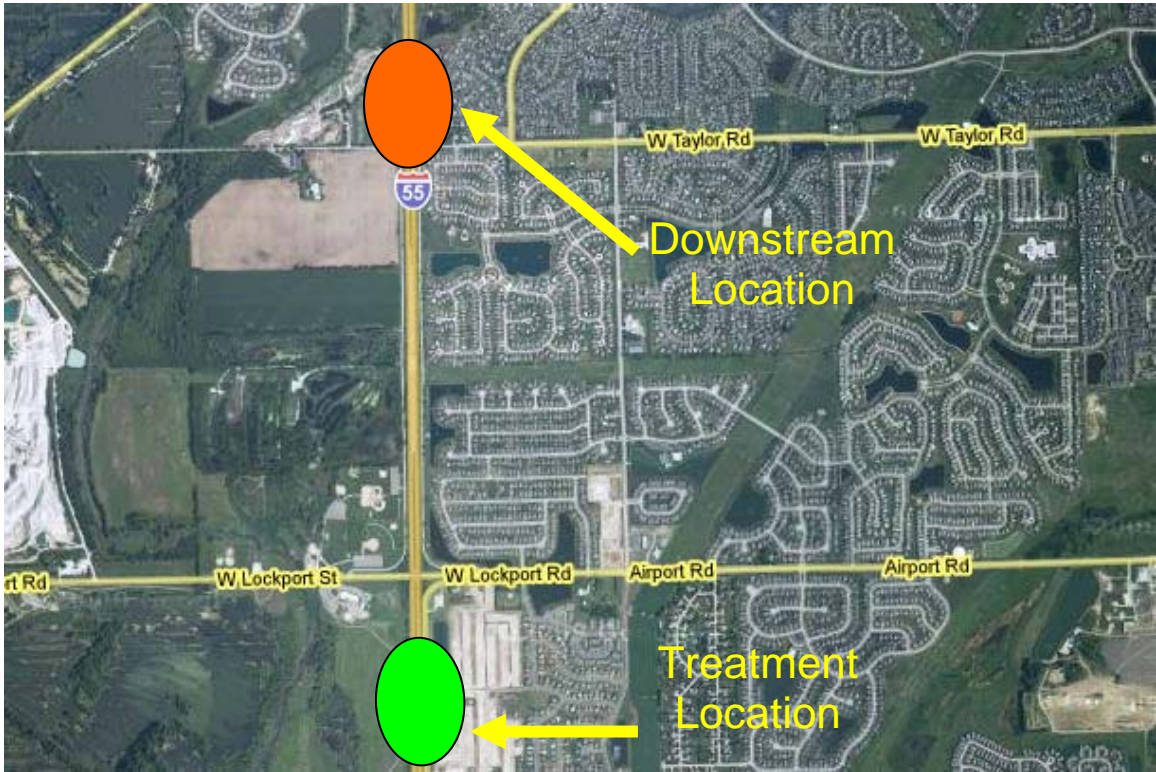 W Taylor Rd
W Taylor Rd
55
Downstream
Location
rt Rd
W Lockport St
W Lockport Rd
Airport Rd
Airport Rd
Treatment
Location